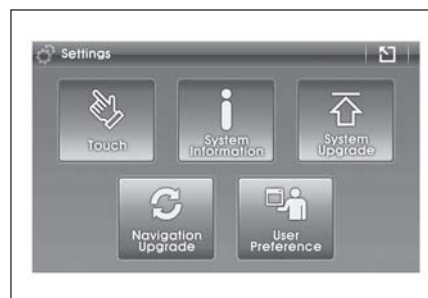 Settings
Touch
System
Information
System
Upgrade
Navigation
Upgrade
User
Preference